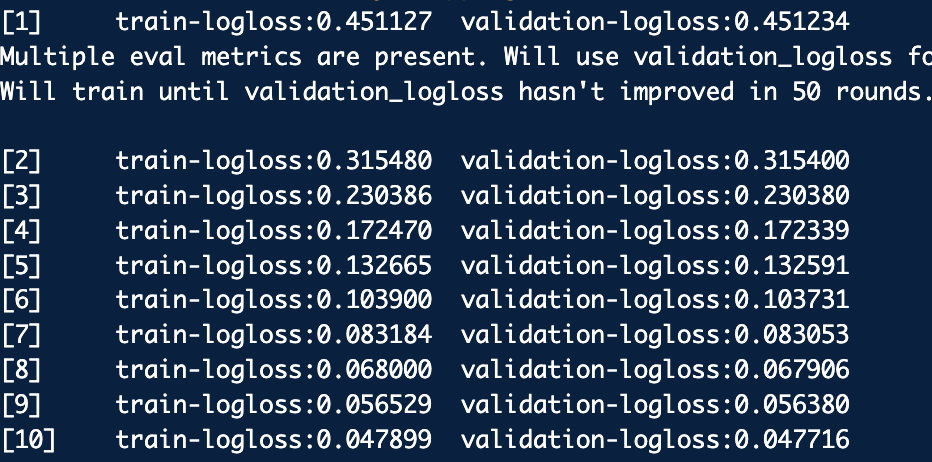 [1] train-logloss:0.451127 validation-logloss:0.451234
Multiple eval metrics are present. Will use validation_logloss
Will train until validation_logloss hasn't improved in 50 rounds.
[2] train-logloss:0.315480 validation-logloss:0.315400
[3] train-logloss:0.230386 validation-logloss:0.230380
[4] train-logloss:0.172470 validation-logloss:0.172339
[5] train-logloss:0.132665 validation-logloss:0.132591
[6] train-logloss:0.103900 validation-logloss:0.103731
[7] train-logloss:0.083184 validation-logloss:0.083053
[8] train-logloss:0.068000 validation-logloss:0.067906
[9] train-logloss:0.056529 validation-logloss:0.056380
[10] train-logloss:0.047899 validation-logloss:0.047716